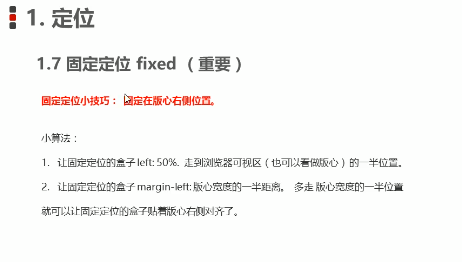 1. 定位
1.7 固定定位 fixed （重要）
固定定位小技巧： 固定在版心右侧位置。
小算法：
1. 让固定定位的盒子 left: 50%. 走到浏览器可视区（也可以看做版心）的一半位置。
2. 让固定定位的盒子 margin-left: 版心宽度的一半距离。 多走 版心宽度的一半位置
就可以让固定定位的盒子贴着版心右侧对齐了。